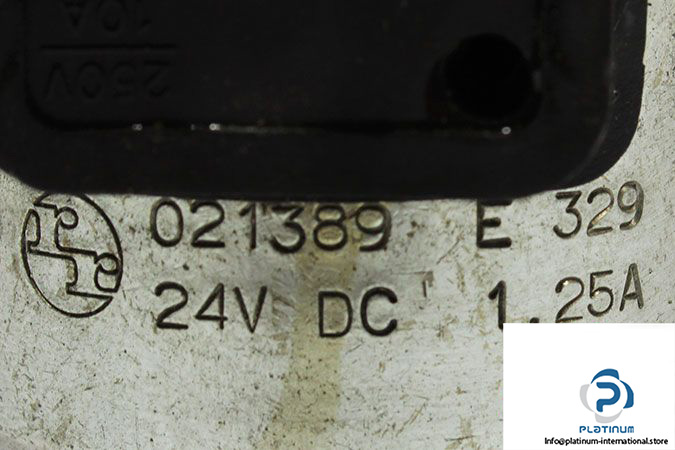 250V
10A
021389 E 329
24V DC 1.25A
PLATINUM
Info@platinum-international.store